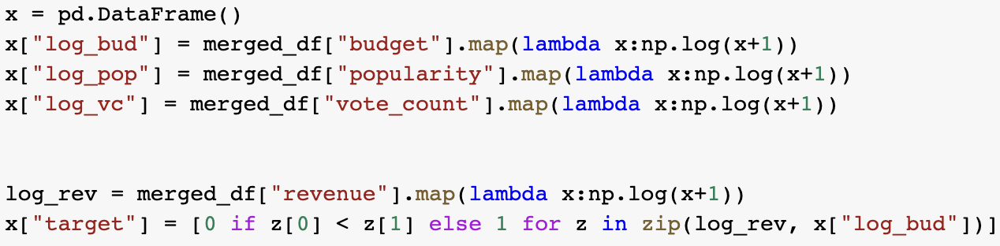 x = pd.DataFrame()
x["log_bud"] = merged_df["budget"].map(lambda x:np.log(x+1))
x["log_pop"] = merged_df["popularity"].map(lambda x:np.log(x+1))
x["log_vc"] = merged_df["vote_count"].map(lambda x:np.log(x+1))
log_rev = merged_df["revenue"].map(lambda x:np.log(x+1))
x["target"] = [0 if z[0] < z[1] else 1 for z in zip(log_rev, x["log_bud"])]